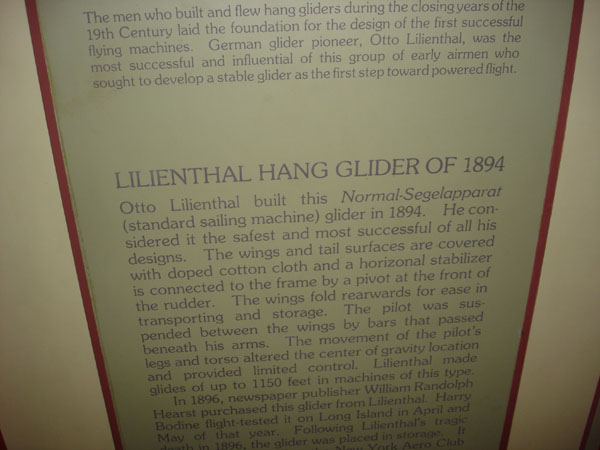 The men who built and flew hang gliders during the closing years of the
19th Century laid the foundation for the design of the first successful
flying machines. German glider pioneer, Otto Lilienthal, was the
most successful and influential of this group of early airmen who
sought to develop a stable glider as the first step toward powered flight.
LILIENTHAL HANG GLIDER OF 1894
Otto Lilienthal built this Normal-Segelapparat
(standard sailing machine) glider in 1894. He con-
sidered it the safest and most successful of all his
designs. The wings and tail surfaces are covered
with doped cotton cloth and a horizonal stabilizer
is connected to the frame by a pivot at the front of
the rudder. The wings fold rearwards for ease in
transporting and storage. The pilot was sus-
pended between the wings by bars that passed
beneath his arms. The movement of the pilot's
legs and torso altered the center of gravity location
and provided limited control. Lilienthal made
glides of up to 1150 feet in machines of this type.
In 1896, newspaper publisher William Randolph
Hearst purchased this glider from Lilienthal. Harry
Bodine flight-tested it on Long Island in April and
May of that year. Following Lilienthal's tragic
death in 1896, the glider was placed in storage. It
New York Aero Club